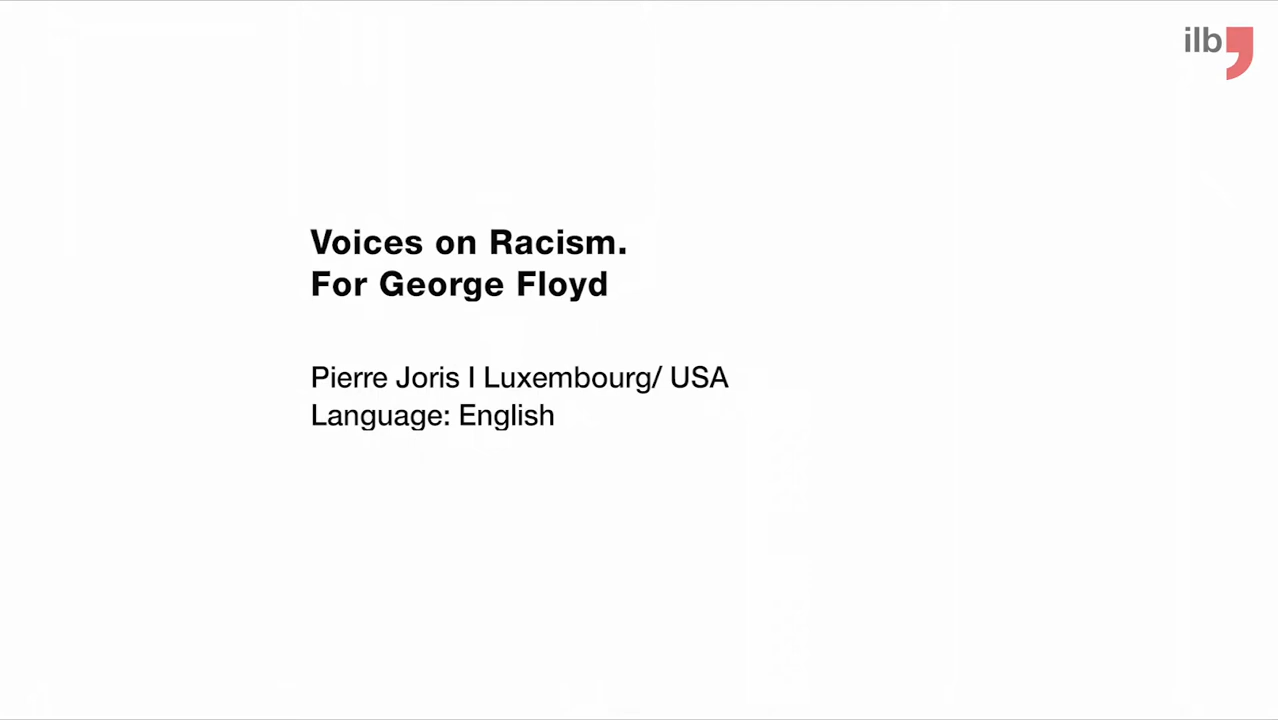 ilb
Voices on Racism.
For George Floyd
Pierre Joris I Luxembourg/ USA
Language: English